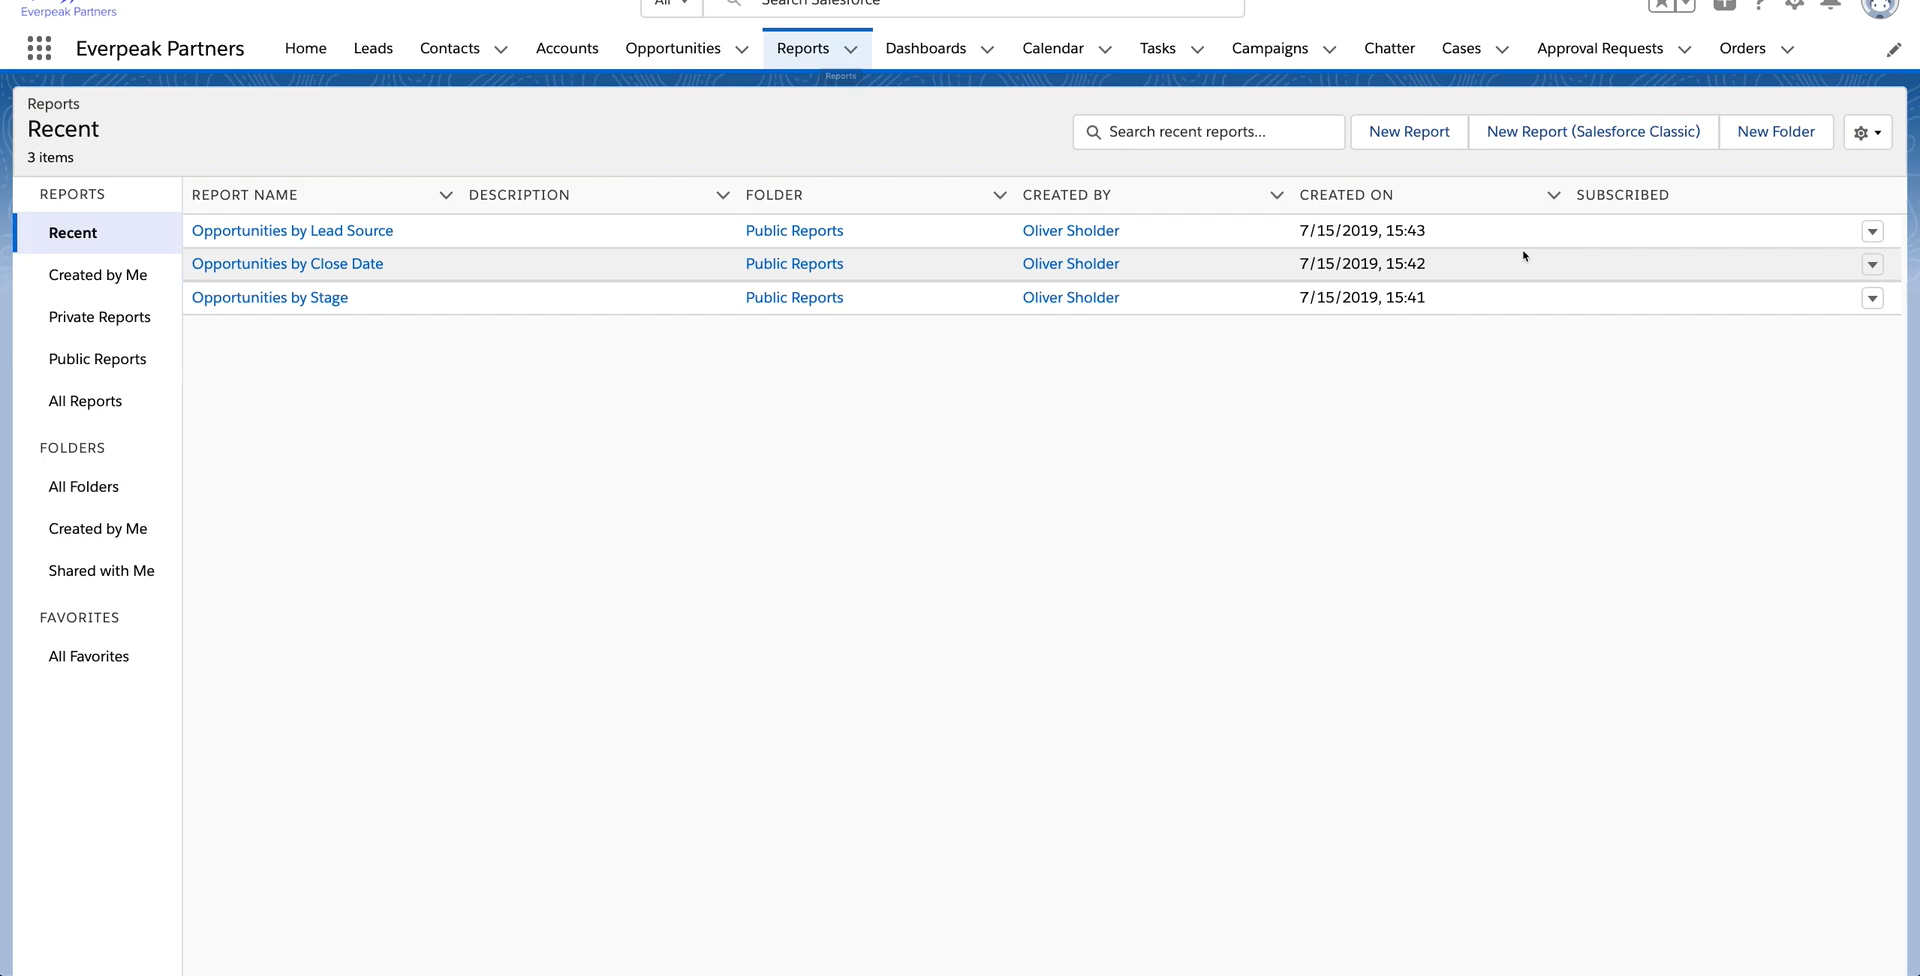 Everpeak Partners
All
Search Salesforce
Everpeak Partners Home Leads Contacts Accounts Opportunities Reports Dashboards Calendar Tasks Campaigns Chatter Cases Approval Requests Orders
Reports
Reports
Recent
3 items
Search recent reports... New Report New Report (Salesforce Classic) New Folder
REPORTS
Recent
Created by Me
Private Reports
Public Reports
All Reports
FOLDERS
All Folders
Created by Me
Shared with Me
FAVORITES
All Favorites
REPORT NAME DESCRIPTION FOLDER CREATED BY CREATED ON SUBSCRIBED
Opportunities by Lead Source Public Reports Oliver Sholder 7/15/2019, 15:43
Opportunities by Close Date Public Reports Oliver Sholder 7/15/2019, 15:42
Opportunities by Stage Public Reports Oliver Sholder 7/15/2019, 15:41